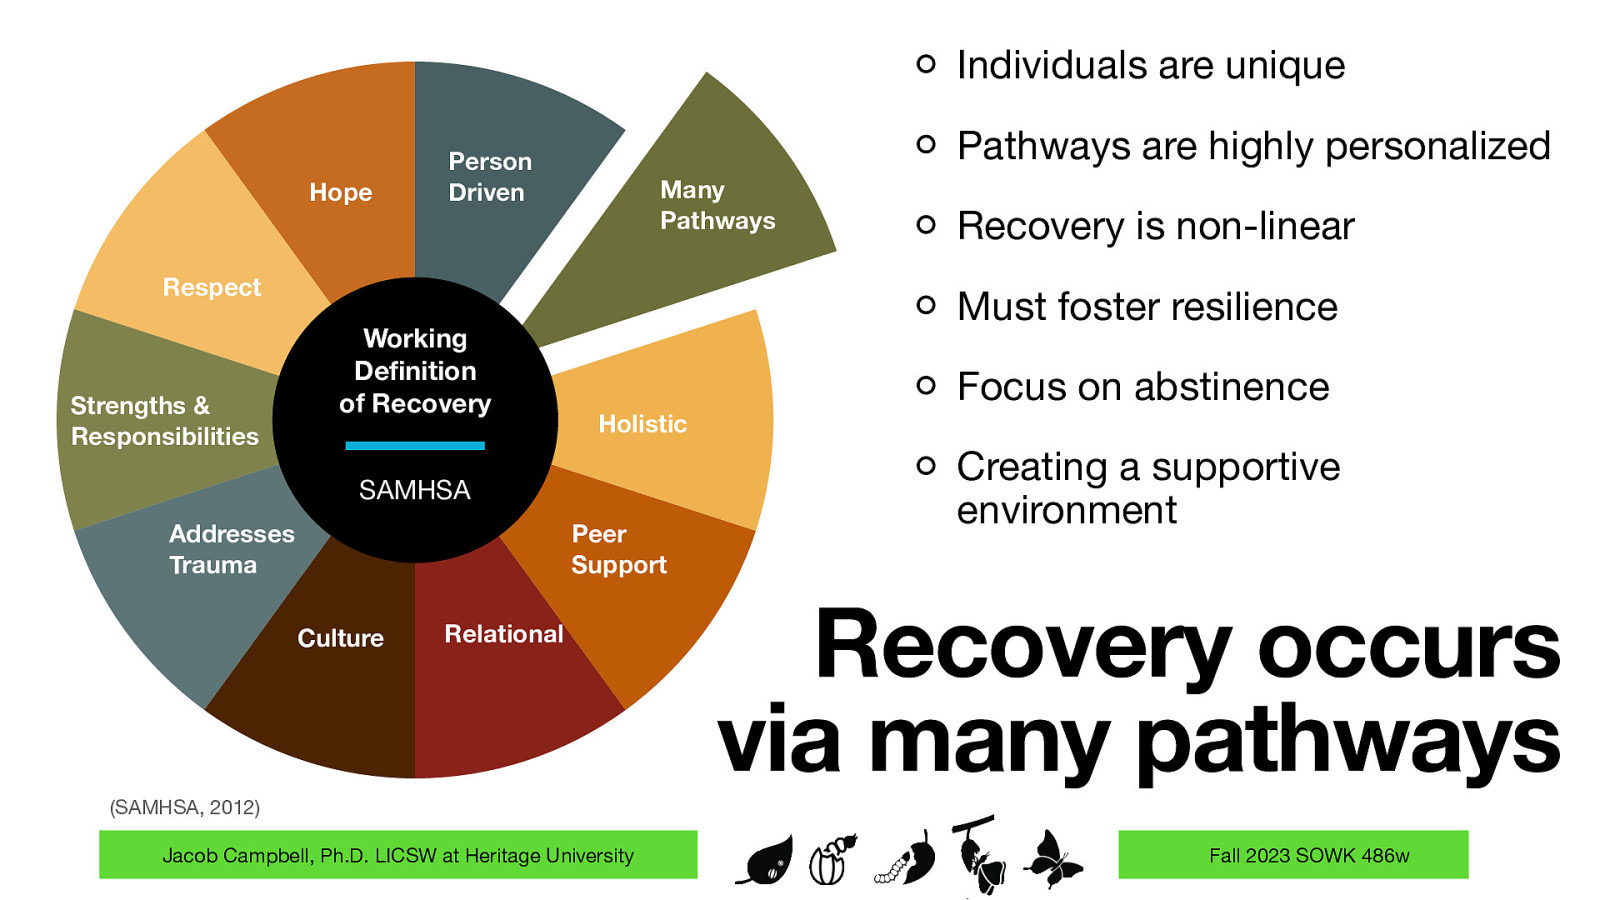 Individuals are unique
Pathways are highly personalized
Recovery is non-linear
Must foster resilience
Focus on abstinence
Creating a supportive
environment
Person
Driven
Many
Pathways
Holistic
Peer
Support
Relational
Culture
Addresses
Trauma
Strengths &
Responsibilities
Respect
Hope
Working
Definition
of Recovery
SAMHSA
Recovery occurs
via many pathways
(SAMHSA, 2012)
Jacob Campbell, Ph.D. LICSW at Heritage University
Fall 2023 SOWK 486w